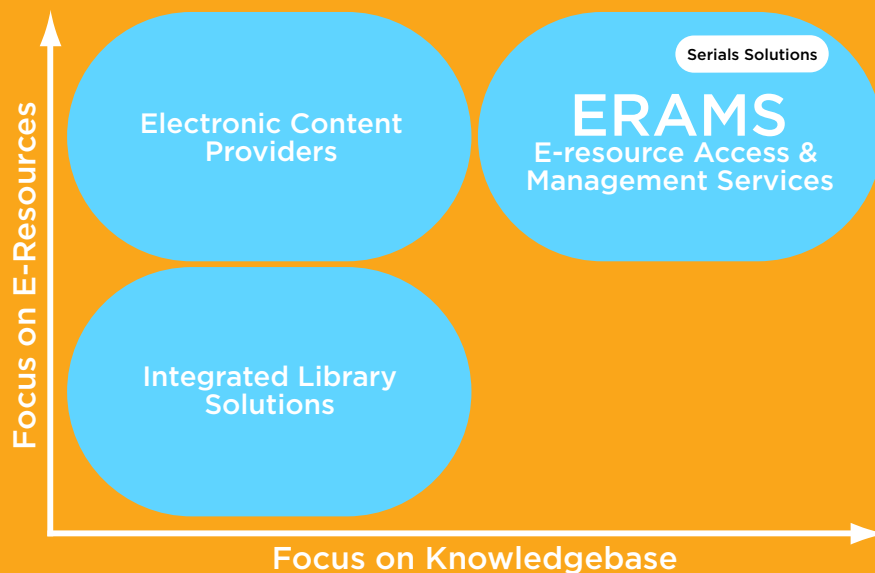 Serials Solutions
Electronic Content
Providers
ERAMS
E-resource Access &
Management Services
Focus on E-Resources
Integrated Library
Solutions
Focus on Knowledgebase